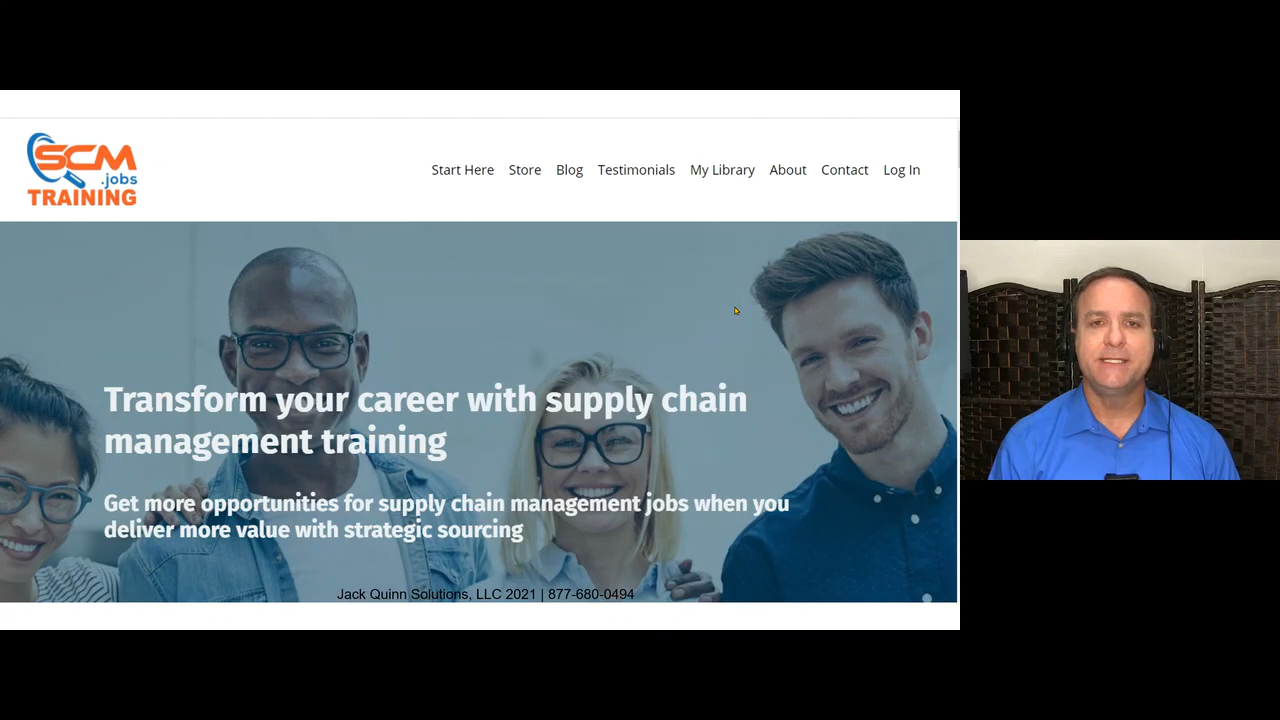 SCM
.jobs
TRAINING
Start Here Store Blog Testimonials My Library About Contact Log In
Transform your career with supply chain
management training
Get more opportunities for supply chain management jobs when you
deliver more value with strategic sourcing
Jack Quinn Solutions, LLC 2021 | 877-680-0494